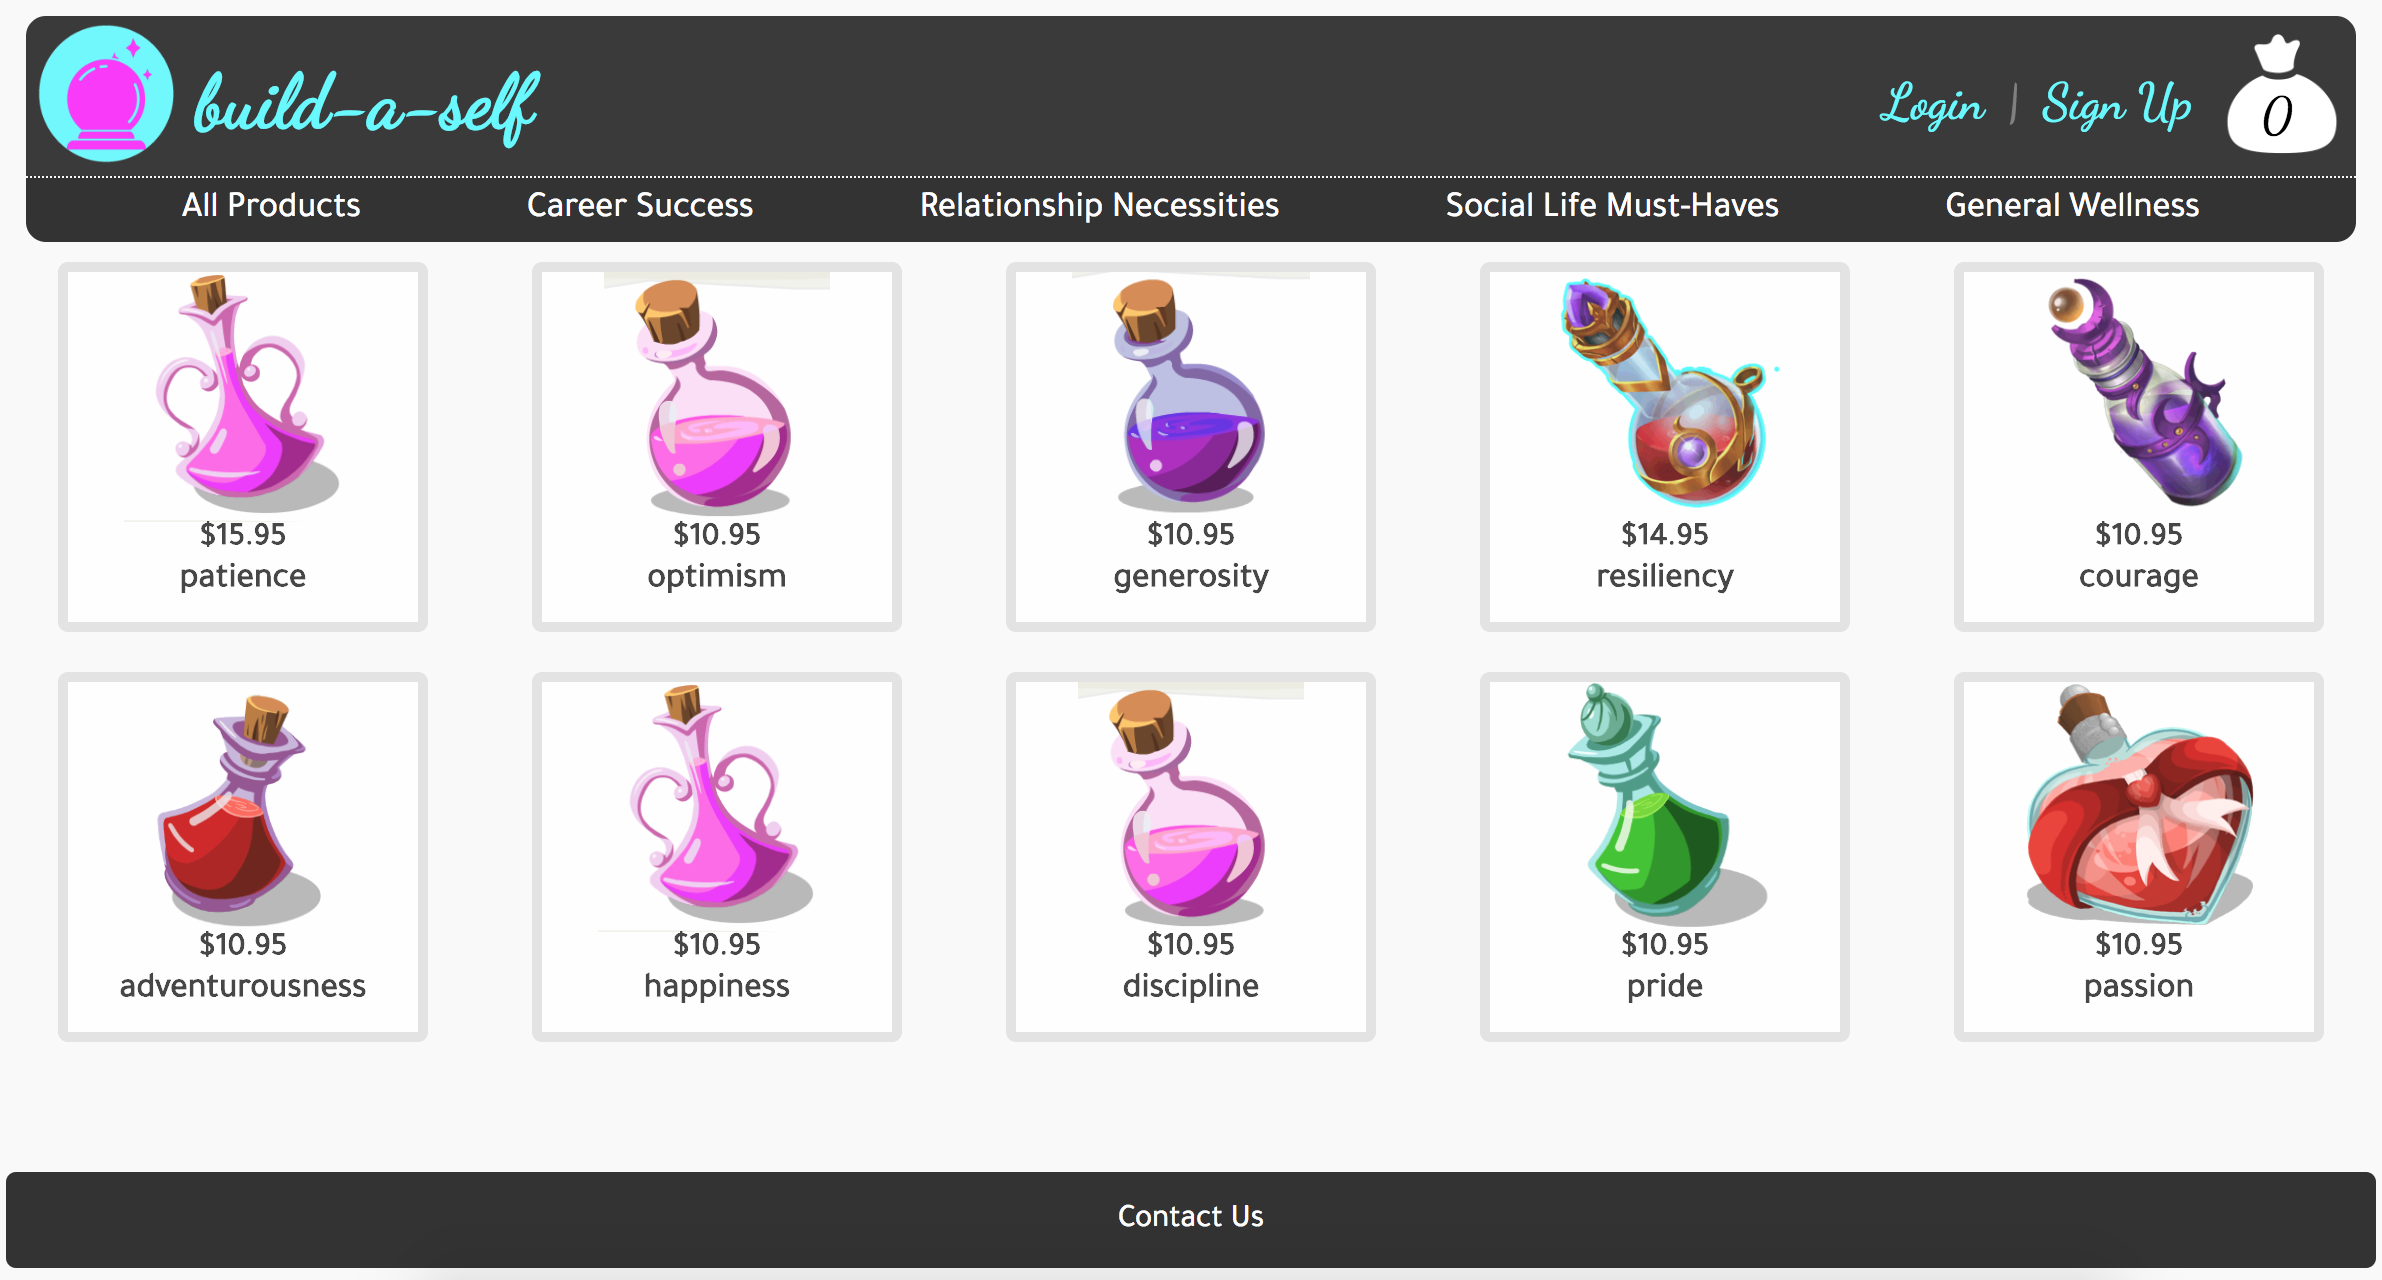 build-a-self
Login | Sign Up
0
All Products Career Success Relationship Necessities Social Life Must-Haves General Wellness
$15.95
patience
$10.95
optimism
$10.95
generosity
$14.95
resiliency
$10.95
courage
$10.95
adventurousness
$10.95
happiness
$10.95
discipline
$10.95
pride
$10.95
passion
Contact Us